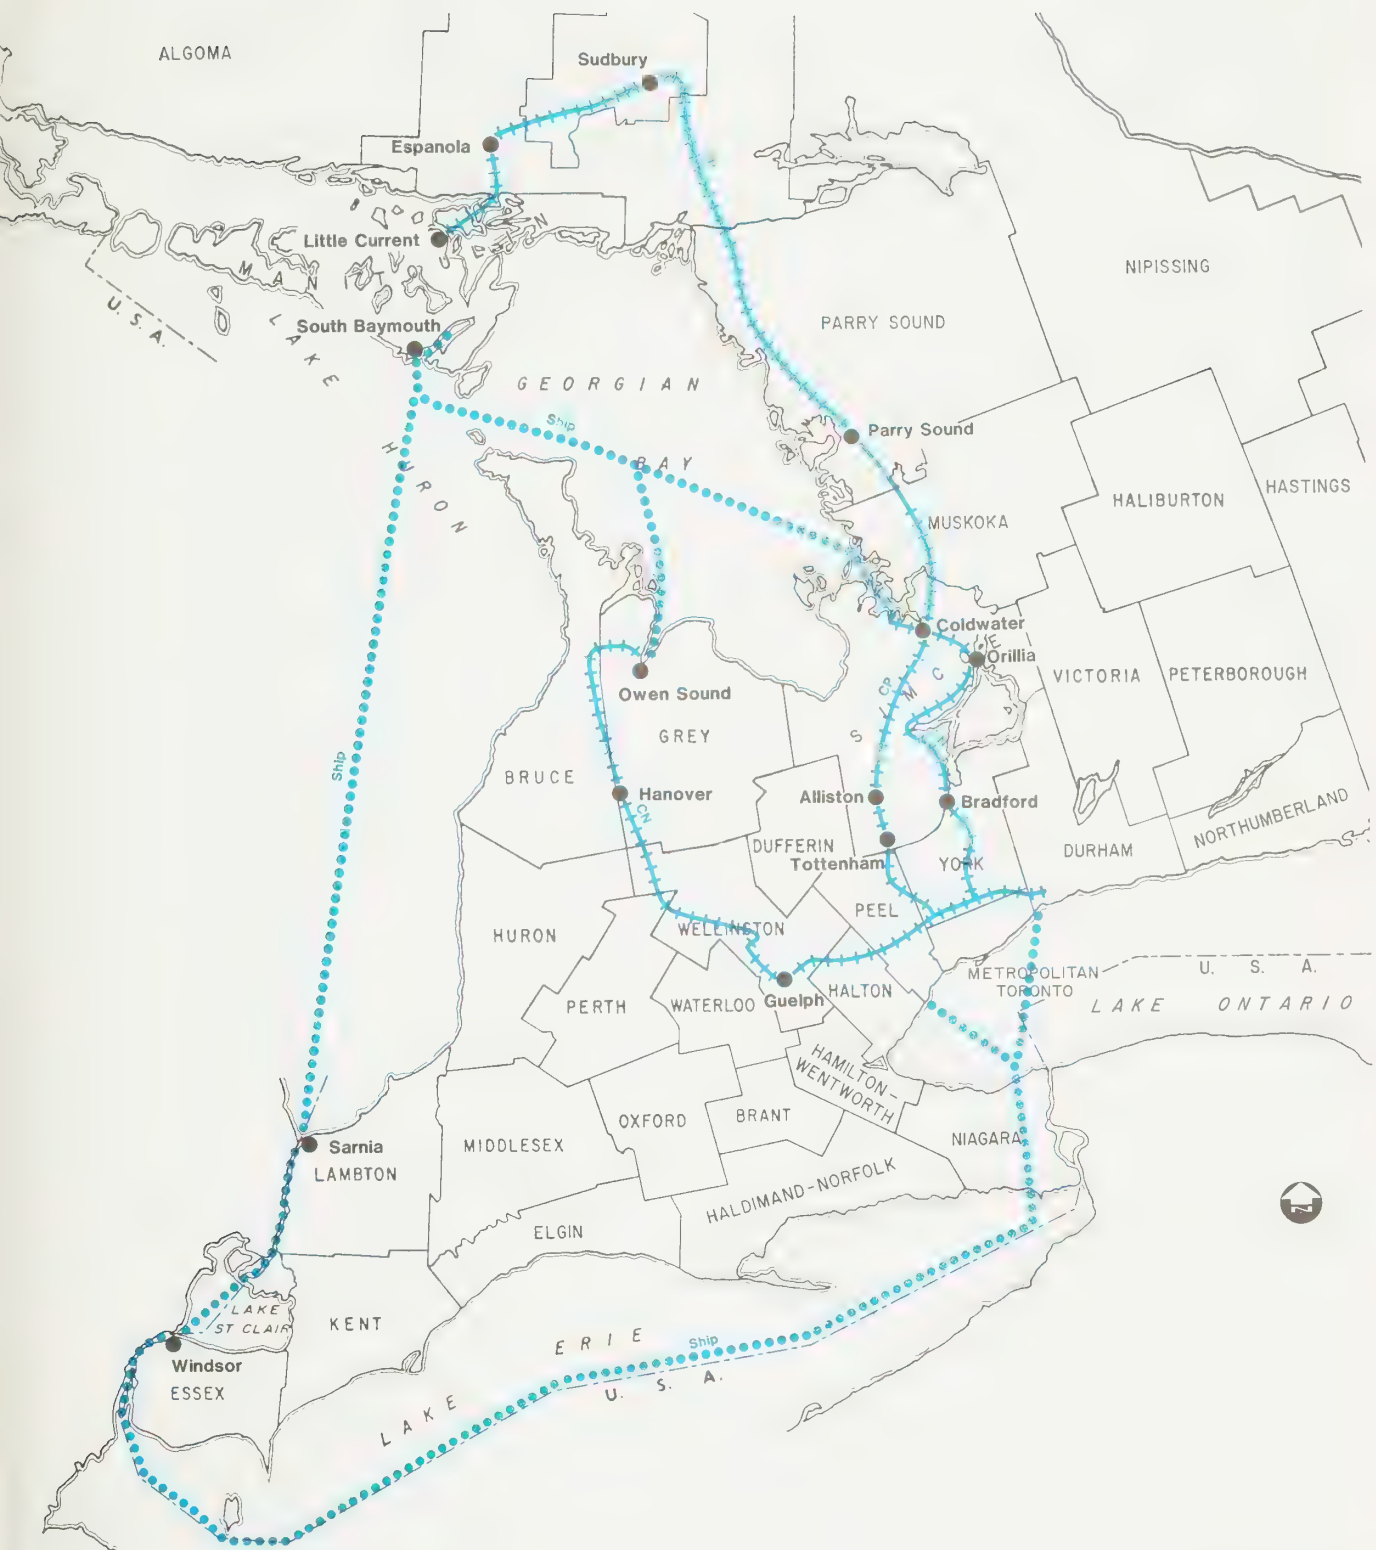 ALGOMA
Sudbury
Espanola
Little Current
MANITOULIN
NIPISSING
U.S.A.
LAKE HURON
South Baymouth
PARRY SOUND
GEORGIAN BAY
Ship
Parry Sound
MUSKOKA
HALIBURTON
HASTINGS
Coldwater
Orillia
SIMCOE
CP
VICTORIA
PETERBOROUGH
Owen Sound
GREY
Ship
BRUCE
Hanover
CN
Alliston
Bradford
NORTHUMBERLAND
DUFFERIN
Tottenham
YORK
DURHAM
PEEL
HURON
WELLINGTON
U. S. A.
METROPOLITAN
TORONTO
PERTH
WATERLOO
Guelph
HALTON
LAKE ONTARIO
HAMILTON-
WENTWORTH
OXFORD
BRANT
NIAGARA
Sarnia
LAMBTON
MIDDLESEX
HALDIMAND-NORFOLK
N
ELGIN
LAKE
ST CLAIR
KENT
LAKE ERIE
Ship
U. S. A.
Windsor
ESSEX